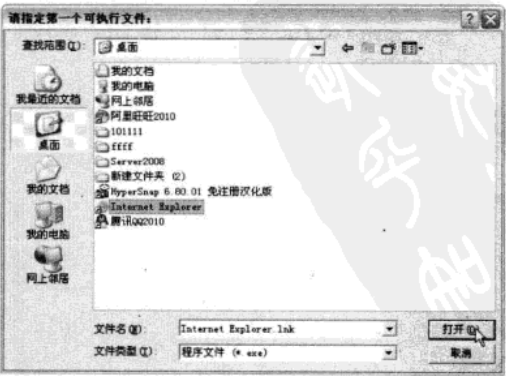 请指定第一个可执行文件:
查找范围(I):
桌面
我最近的文档
桌面
我的文档
我的电脑
网上邻居
我的文档
我的电脑
网上邻居
阿里旺旺2010
101111
ffff
Server2008
新建文件夹 (2)
HyperSnap 6.80.01 免注册汉化版
Internet Explorer
腾讯QQ2010
文件名(N):
Internet Explorer.lnk
打开(O)
文件类型(T):
程序文件 (*.exe)
取消